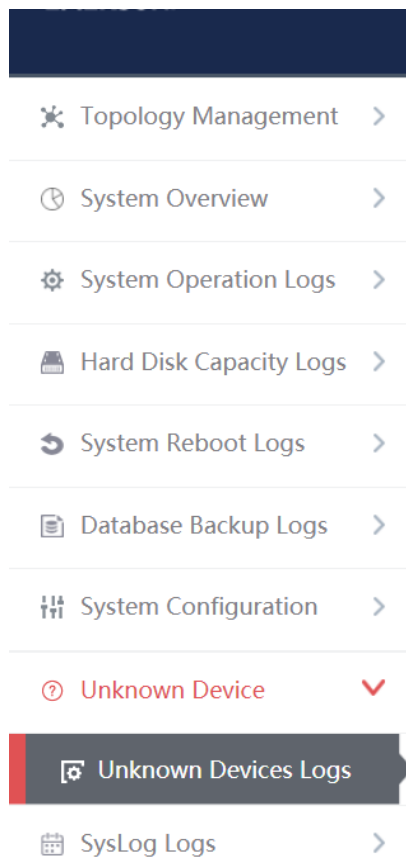 Topology Management
System Overview
System Operation Logs
Hard Disk Capacity Logs
System Reboot Logs
Database Backup Logs
System Configuration
Unknown Device
Unknown Devices Logs
SysLog Logs